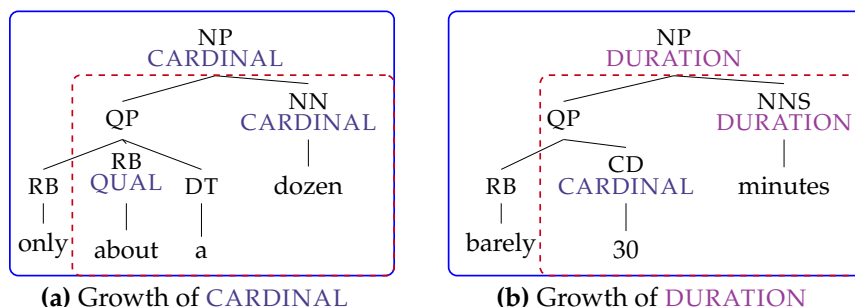 NP
CARDINAL
QP
NN
CARDINAL
RB
RB
QUAL
DT
dozen
only
about
a
(a) Growth of CARDINAL
NP
DURATION
QP
NNS
DURATION
RB
CD
CARDINAL
minutes
barely
30
(b) Growth of DURATION